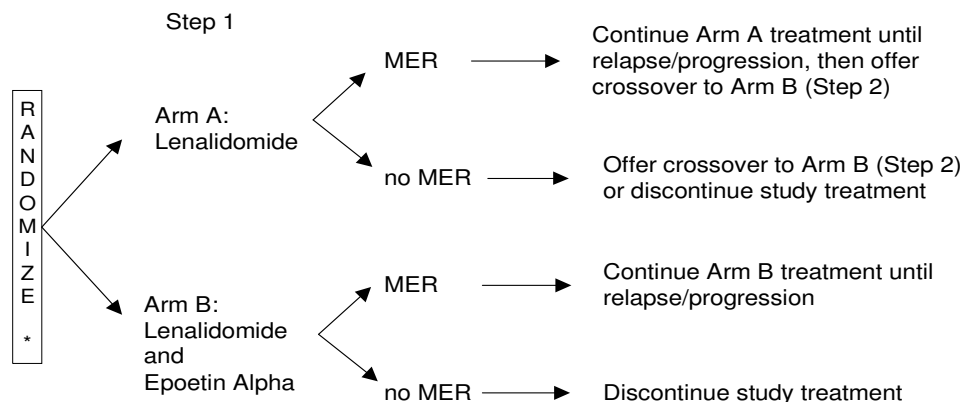 Step 1
RANDOMIZE *
Arm A:
Lenalidomide
MER
Continue Arm A treatment until
relapse/progression, then offer
crossover to Arm B (Step 2)
no MER
Offer crossover to Arm B (Step 2)
or discontinue study treatment
Arm B:
Lenalidomide
and
Epoetin Alpha
MER
Continue Arm B treatment until
relapse/progression
no MER
Discontinue study treatment